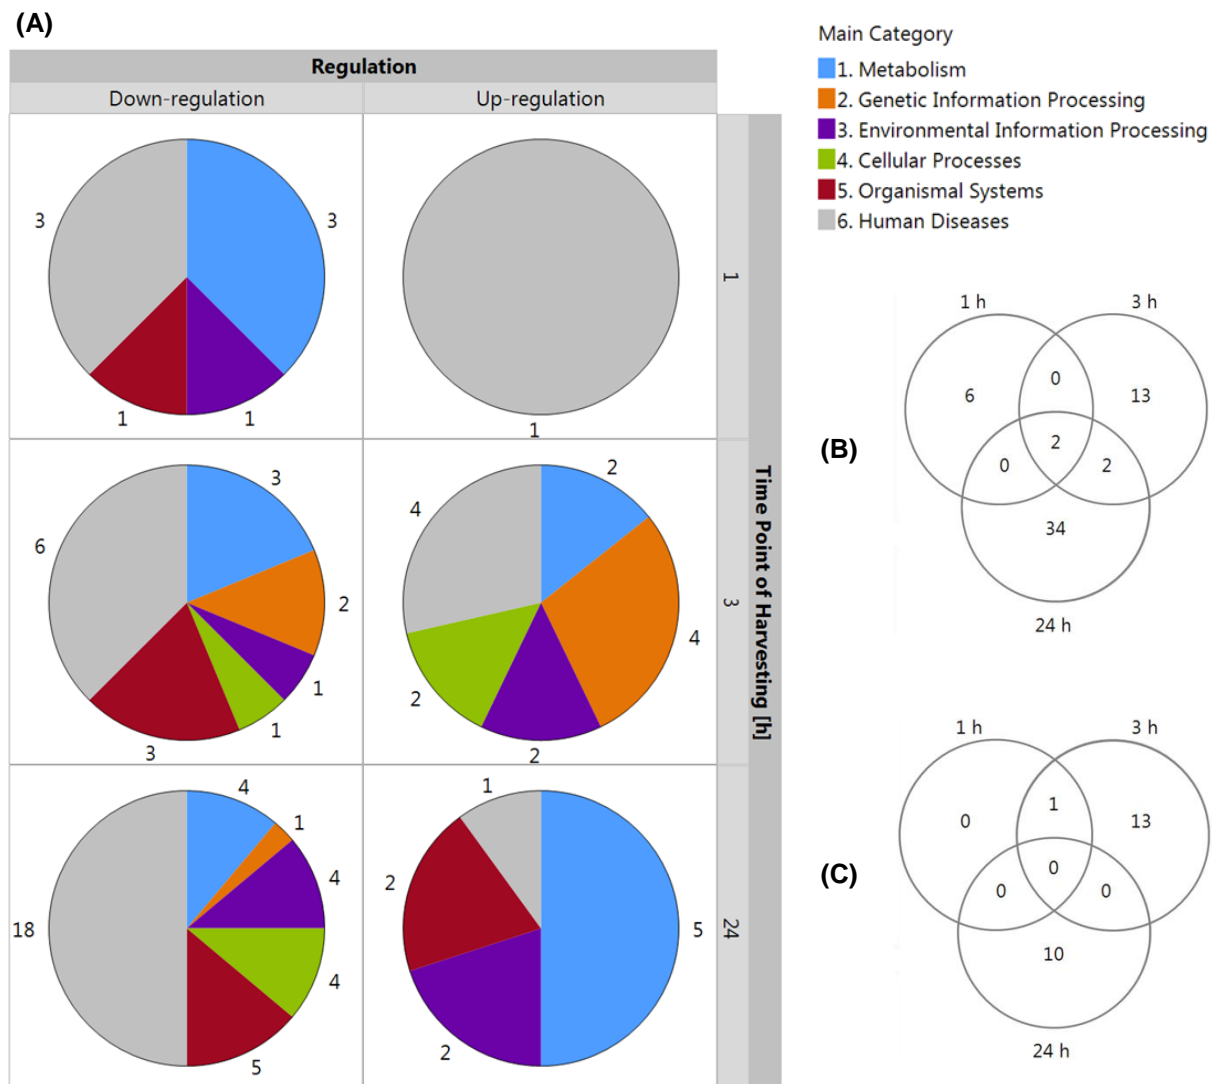 (A)
Regulation
Down-regulation
Up-regulation
3
3
1
1
1
1
3
6
2
1
1
3
2
4
4
2
2
3
4
1
18
4
4
5
1
2
5
2
24
Time Point of Harvesting [h]
Main Category
1. Metabolism
2. Genetic Information Processing
3. Environmental Information Processing
4. Cellular Processes
5. Organismal Systems
6. Human Diseases
(B)
1 h
3 h
0
6
13
2
0
2
34
24 h
(C)
1 h
3 h
1
0
13
0
0
0
10
24 h